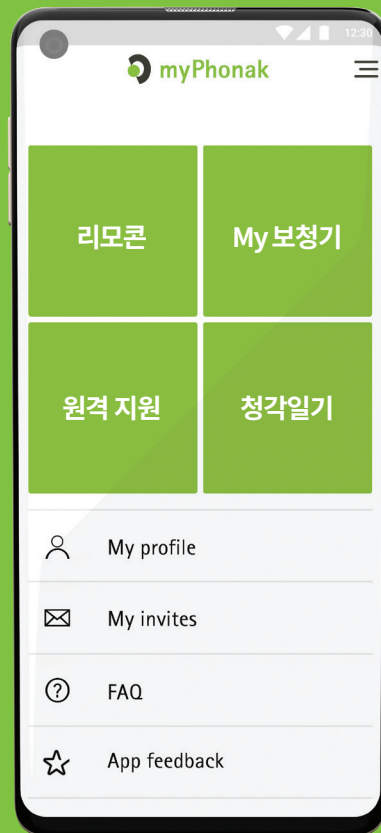 12:30
myPhonak
리모콘
My 보청기
원격 지원
청각일기
My profile
My invites
FAQ
App feedback